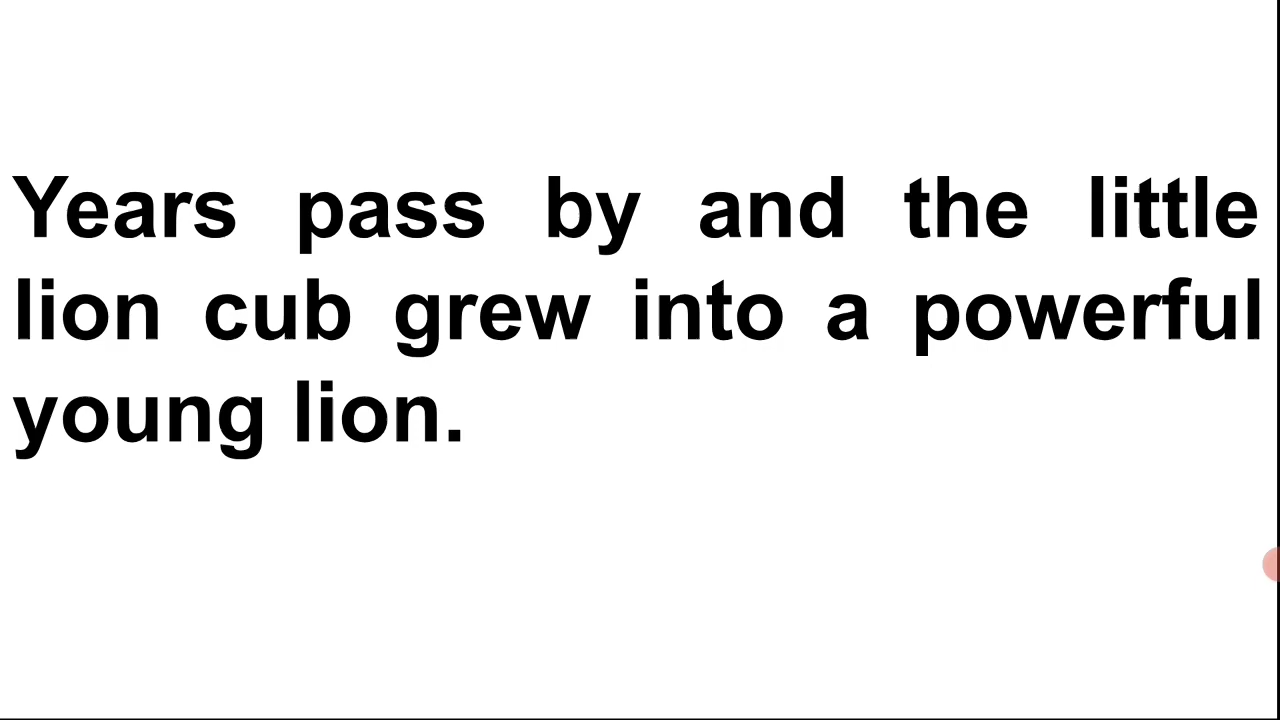 Years pass by and the little
lion cub grew into a powerful
young lion.